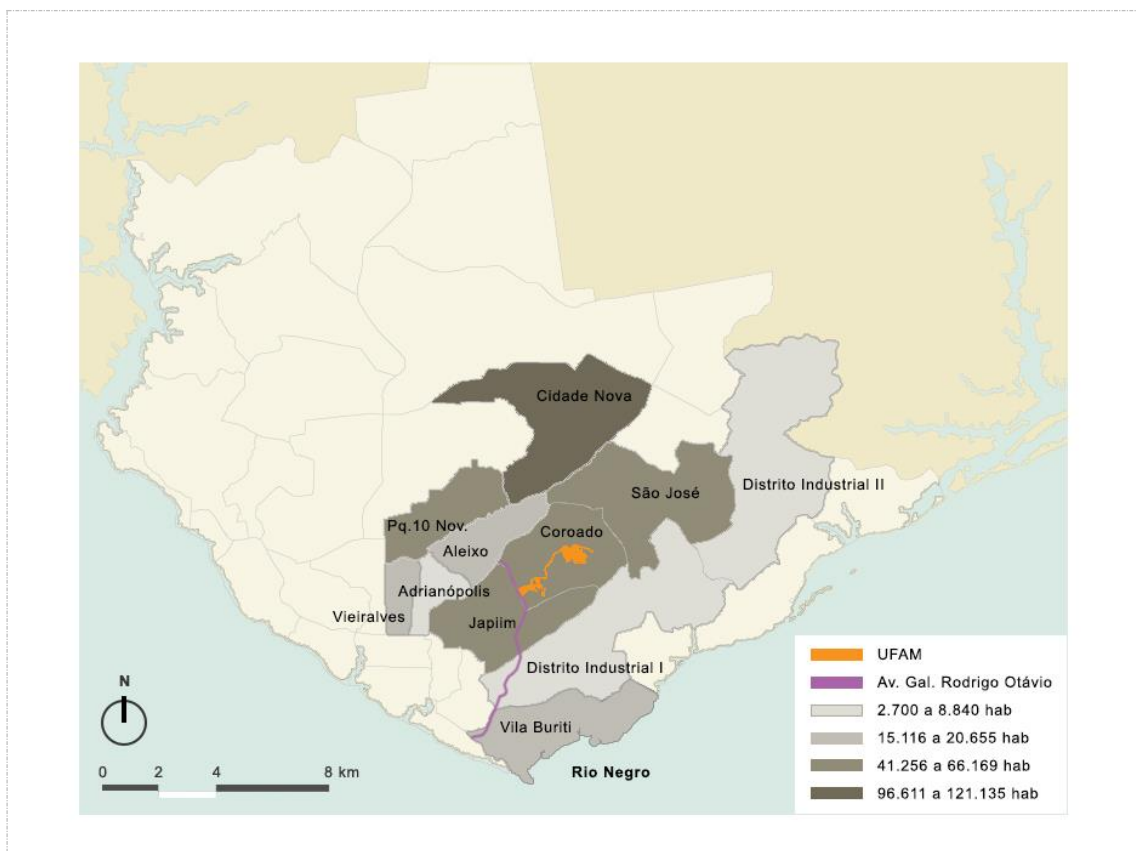 Cidade Nova
São José
Distrito Industrial II
Pq.10 Nov.
Coroado
Aleixo
Adrianópolis
Vieiralves
Japiim
Distrito Industrial I
Vila Buriti
Rio Negro
N
0 2 4 8 km
UFAM
Av. Gal. Rodrigo Otávio
2.700 a 8.840 hab
15.116 a 20.655 hab
41.256 a 66.169 hab
96.611 a 121.135 hab